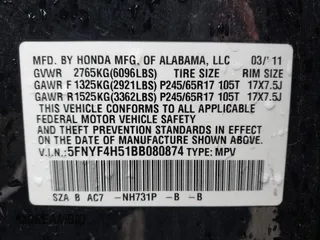 MFD. BY HONDA MFG. OF ALABAMA, LLC 03/'11
GVWR 2765KG(6096LBS) TIRE SIZE RIM SIZE
GAWR F 1325KG(2921LBS) P245/65R17 105T 17X7.5J
GAWR R1525KG(3362LBS) P245/65R17 105T 17X7.5J
THIS VEHICLE CONFORMS TO ALL APPLICABLE
FEDERAL MOTOR VEHICLE SAFETY AND
THEFT PREVENTION STANDARDS IN EFFECT ON
THE DATE OF MANUFACTURE SHOWN ABOVE.
V.I.N.:5FNYF4H51BB080874 TYPE: MPV
SZA B AC7 -NH731P -B -B